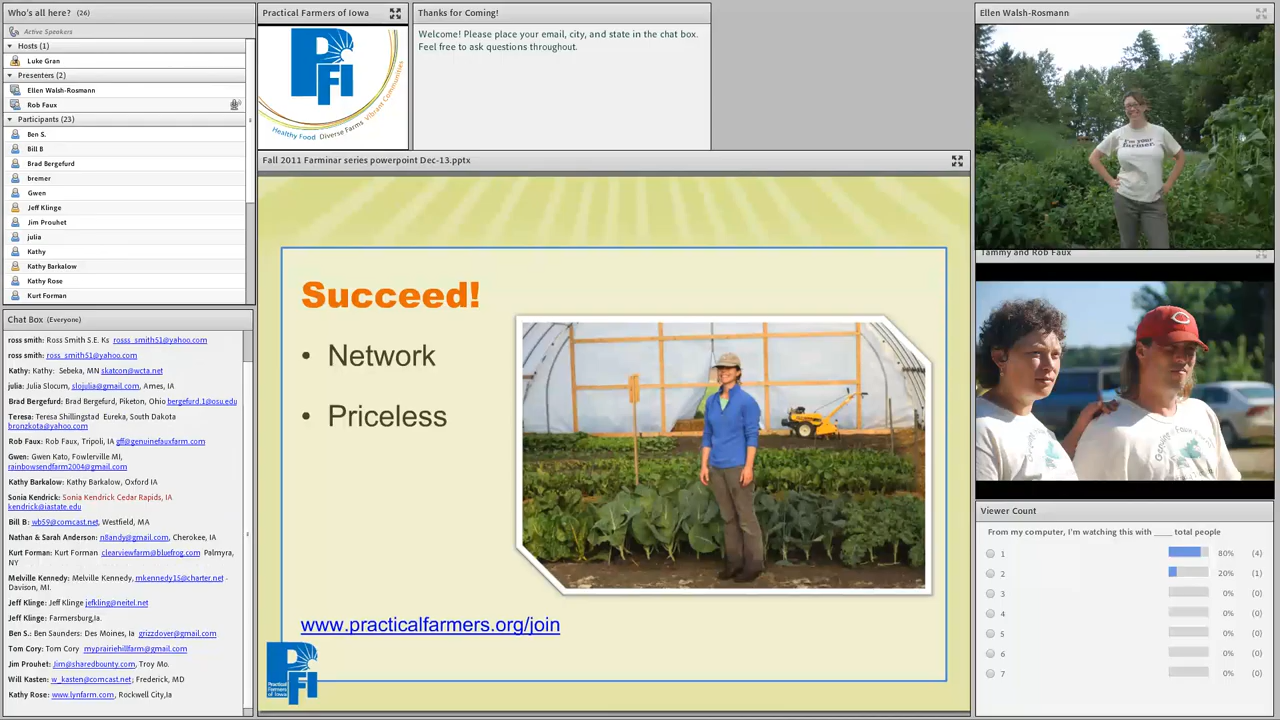 Who's all here? (26)
Active Speakers
Hosts (1)
Luke Gran
Presenters (2)
Ellen Walsh-Rosmann
Rob Faux
Participants (23)
Ben S.
Bill B
Brad Bergefurd
bremer
Gwen
Jeff Klinge
Jim Prouhet
julia
Kathy
Kathy Barkalow
Kathy Rose
Kurt Forman
Chat Box (Everyone)
ross smith: Ross Smith S.E. Ks rosss_smith51@yahoo.com
ross smith: ross_smith51@yahoo.com
Kathy: Kathy: Sebeka, MN skatcon@wcta.net
julia: Julia Slocum, slojulia@gmail.com, Ames, IA
Brad Bergefurd: Brad Bergefurd, Piketon, Ohio bergefurd.1@osu.edu
Teresa: Teresa Shillingstad Eureka, South Dakota
bronzkota@yahoo.com
Rob Faux: Rob Faux, Tripoli, IA gff@genuinefauxfarm.com
Gwen: Gwen Kato, Fowlerville MI,
rainbowsendfarm2004@gmail.com
Kathy Barkalow: Kathy Barkalow, Oxford IA
Sonia Kendrick: Sonia Kendrick Cedar Rapids, IA
kendrick@iastate.edu
Bill B: wb59@comcast.net, Westfield, MA
Nathan & Sarah Anderson: n8andy@gmail.com, Cherokee, IA
Kurt Forman: Kurt Forman clearviewfarm@bluefrog.com Palmyra,
NY
Melville Kennedy: Melville Kennedy, mkennedy15@charter.net -
Davison, MI.
Jeff Klinge: Jeff Klinge jefkling@neitel.net
Jeff Klinge: Farmersburg,Ia.
Ben S.: Ben Saunders: Des Moines, Ia grizzdover@gmail.com
Tom Cory: Tom Cory myprairiehillfarm@gmail.com
Jim Prouhet: Jim@sharedbounty.com, Troy Mo.
Will Kasten: w_kasten@comcast.net; Frederick, MD
Kathy Rose: www.lynfarm.com, Rockwell City,Ia
Practical Farmers of Iowa
PFI
Healthy Food Diverse Farms Vibrant Communities
Thanks for Coming!
Welcome! Please place your email, city, and state in the chat box.
Feel free to ask questions throughout.
Fall 2011 Farminar series powerpoint Dec-13.pptx
Succeed!
• Network
• Priceless
www.practicalfarmers.org/join
PFI
Practical
Farmers
of Iowa
Ellen Walsh-Rosmann
I'm your
farmer.
Tammy and Rob Faux
Viewer Count
From my computer, I'm watching this with ____ total people
1 80% (4)
2 20% (1)
3 0% (0)
4 0% (0)
5 0% (0)
6 0% (0)
7 0% (0)